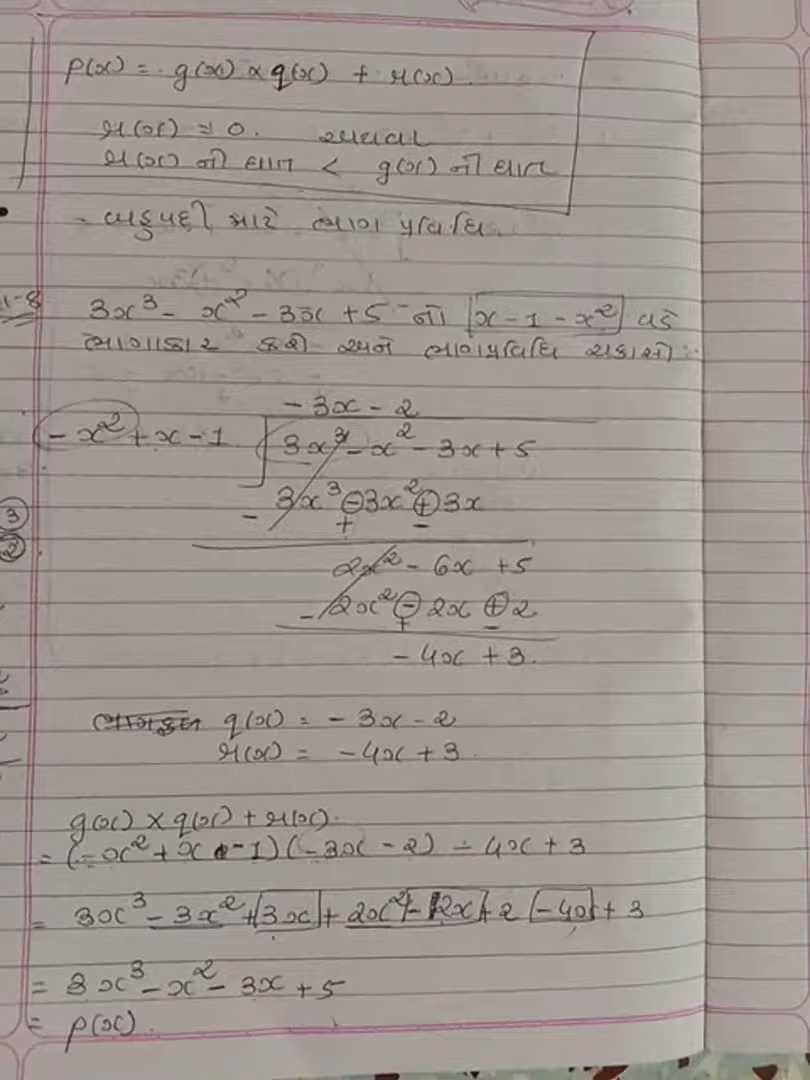 p(x) = g(x) × q(x) + r(x)
r(x) = 0. અથવા
r(x) ની ઘાત < g(x) ની ઘાત
- બહુપદી માટે ભાગ પ્રવિધિ.
3x³ - x² - 3x + 5 નો x - 1 - x² વડે
ભાગાકાર કરો અને ભાગપ્રવિધિ ચકાસો :
- 3x - 2
- x² + x - 1 3x³ - x² - 3x + 5
- 3x³ - 3x² + 3x
+ -
2x² - 6x + 5
- 2x² - 2x + 2
+ -
- 4x + 3.
3
2
q(x) = - 3x - 2
r(x) = - 4x + 3
g(x) × q(x) + r(x).
= (- x² + x - 1) (- 3x - 2) - 4x + 3
= 3x³ - 3x² + 3x + 2x² - 2x + 2 - 4x + 3
= 3x³ - x² - 3x + 5
= p(x).